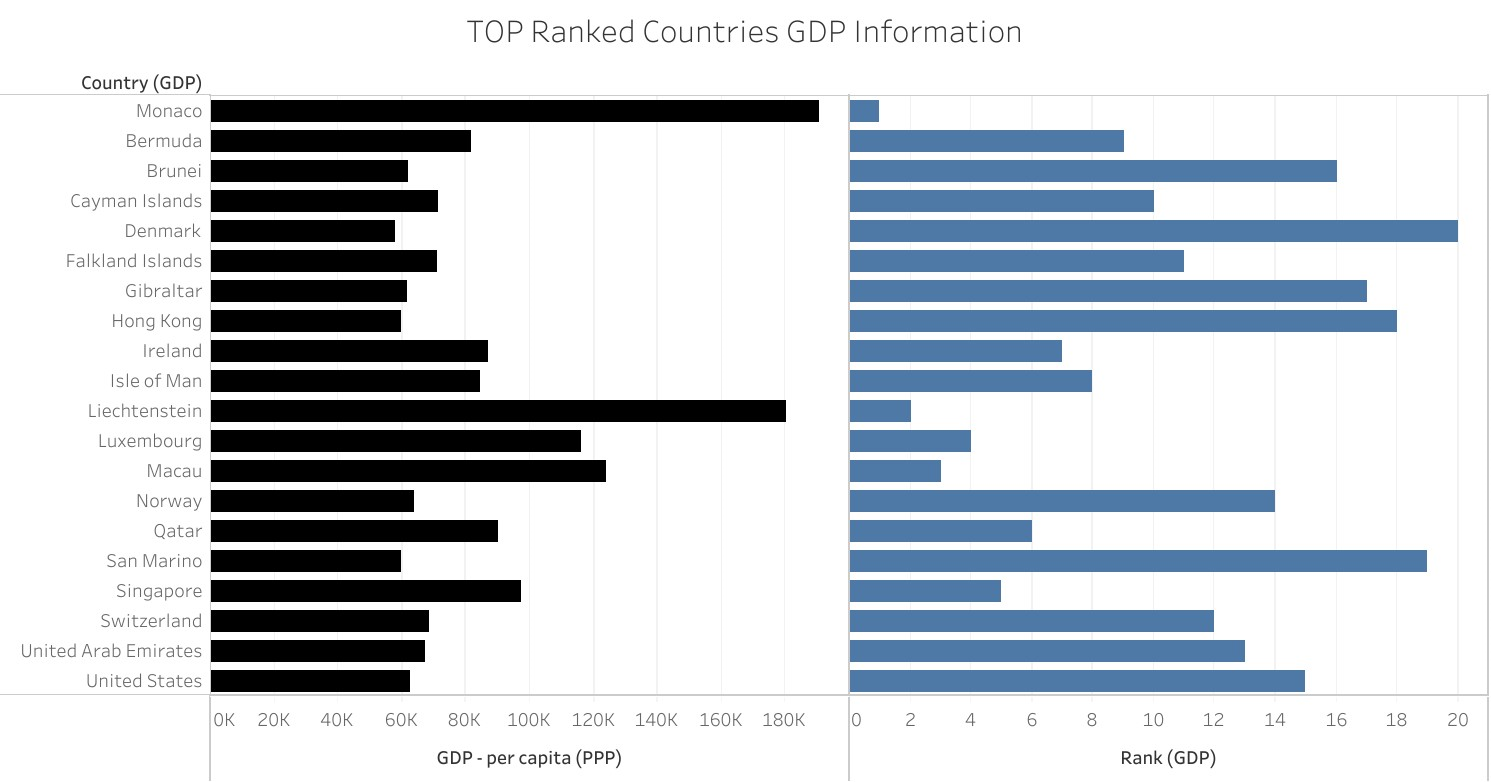 TOP Ranked Countries GDP Information
Country (GDP)
Monaco
Bermuda
Brunei
Cayman Islands
Denmark
Falkland Islands
Gibraltar
Hong Kong
Ireland
Isle of Man
Liechtenstein
Luxembourg
Macau
Norway
Qatar
San Marino
Singapore
Switzerland
United Arab Emirates
United States
0K 20K 40K 60K 80K 100K 120K 140K 160K 180K
0 2 4 6 8 10 12 14 16 18 20
GDP - per capita (PPP)
Rank (GDP)